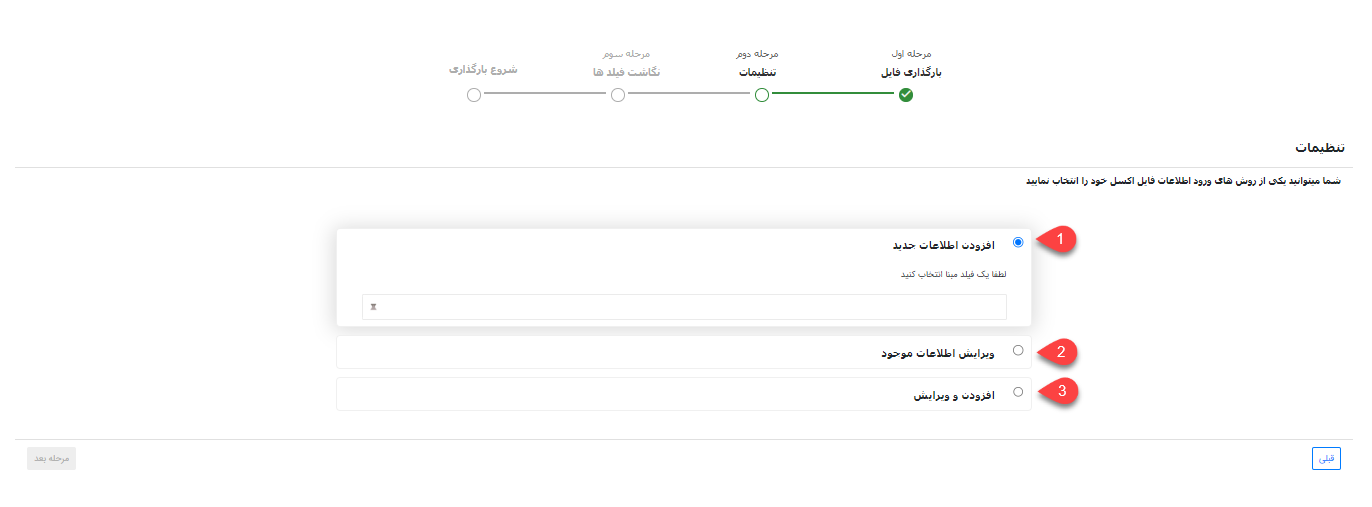 مرحله اول
بارگذاری فایل
مرحله دوم
تنظیمات
مرحله سوم
نگاشت فیلد ها
شروع بارگذاری
تنظیمات
شما میتوانید یکی از روش های ورود اطلاعات فایل اکسل خود را انتخاب نمایید
1
افزودن اطلاعات جدید
لطفا یک فیلد مبنا انتخاب کنید
2
ویرایش اطلاعات موجود
3
افزودن و ویرایش
قبلی
مرحله بعد